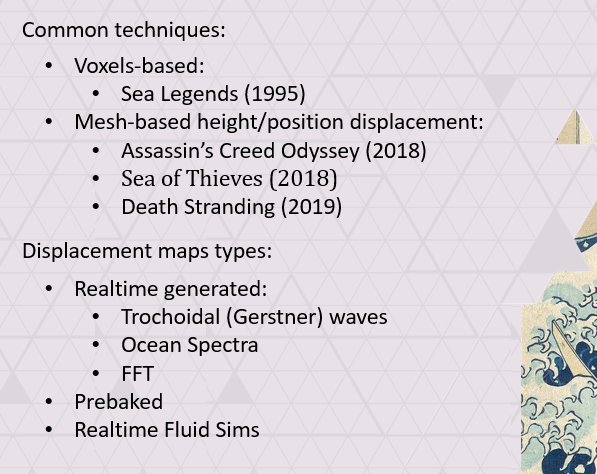 Common techniques:
• Voxels-based:
• Sea Legends (1995)
• Mesh-based height/position displacement:
• Assassin’s Creed Odyssey (2018)
• Sea of Thieves (2018)
• Death Stranding (2019)
Displacement maps types:
• Realtime generated:
• Trochoidal (Gerstner) waves
• Ocean Spectra
• FFT
• Prebaked
• Realtime Fluid Sims